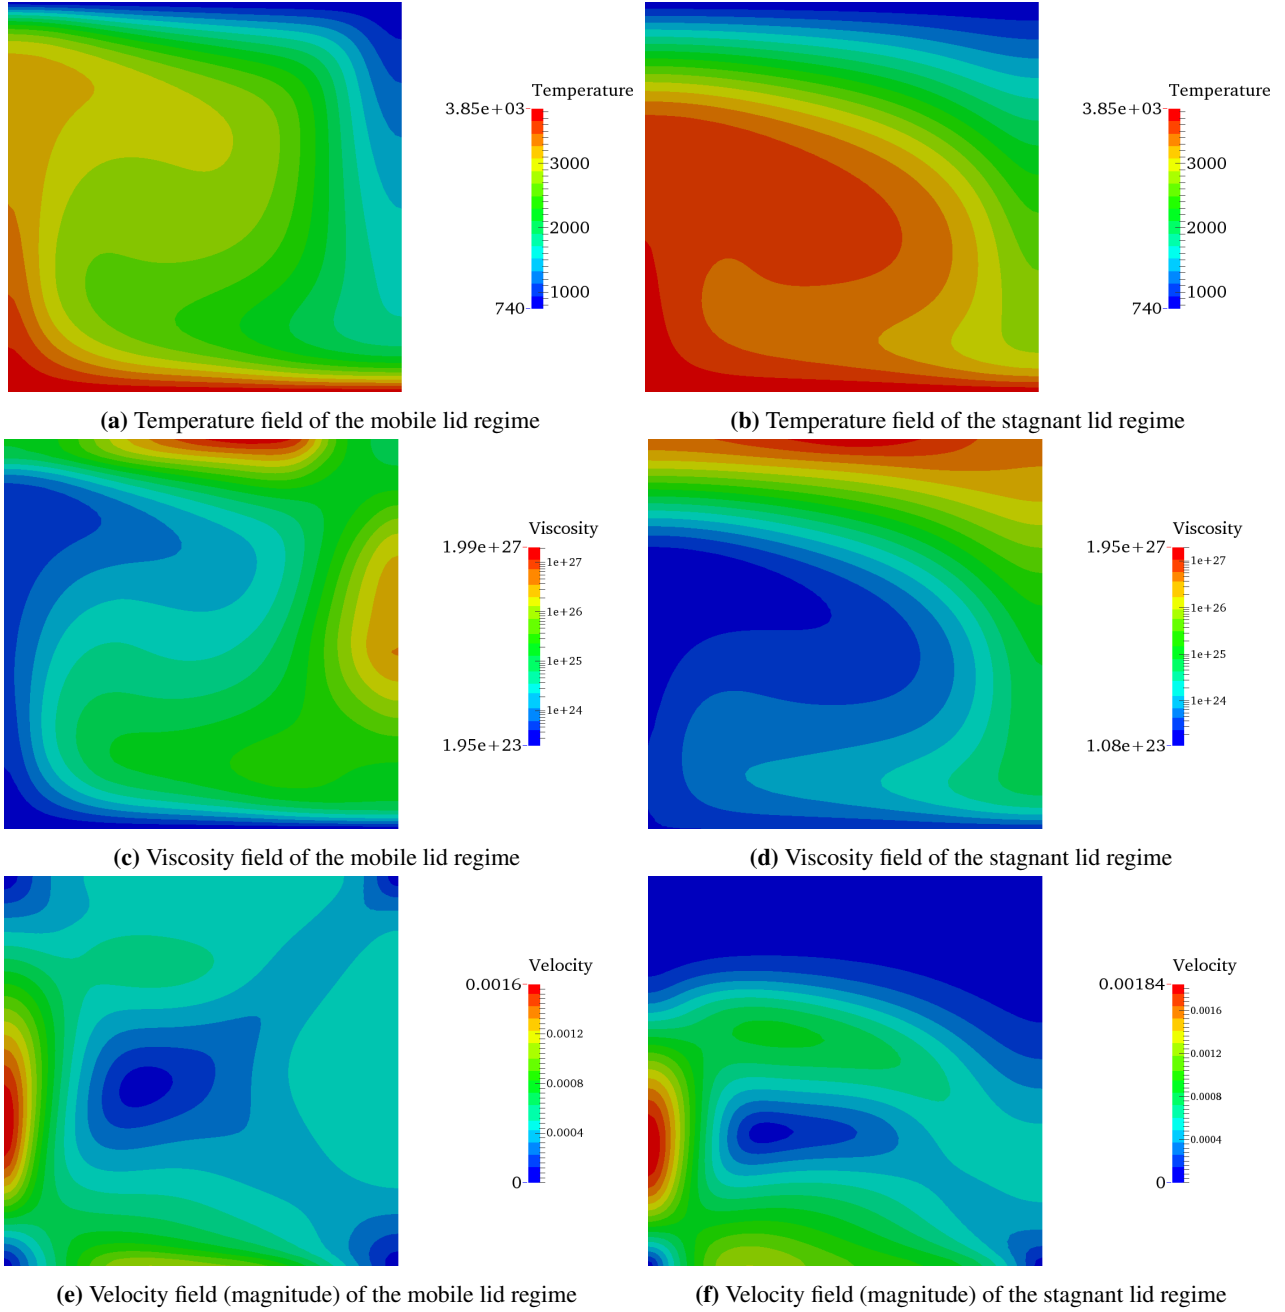 Temperature
3.85e+03
3000
2000
1000
740
Temperature
3.85e+03
3000
2000
1000
740
(a) Temperature field of the mobile lid regime
(b) Temperature field of the stagnant lid regime
Viscosity
1.99e+27
1e+27
1e+26
1e+25
1e+24
1.95e+23
Viscosity
1.95e+27
1e+27
1e+26
1e+25
1e+24
1.08e+23
(c) Viscosity field of the mobile lid regime
(d) Viscosity field of the stagnant lid regime
Velocity
0.0016
0.0012
0.0008
0.0004
0
Velocity
0.00184
0.0016
0.0012
0.0008
0.0004
0
(e) Velocity field (magnitude) of the mobile lid regime
(f) Velocity field (magnitude) of the stagnant lid regime